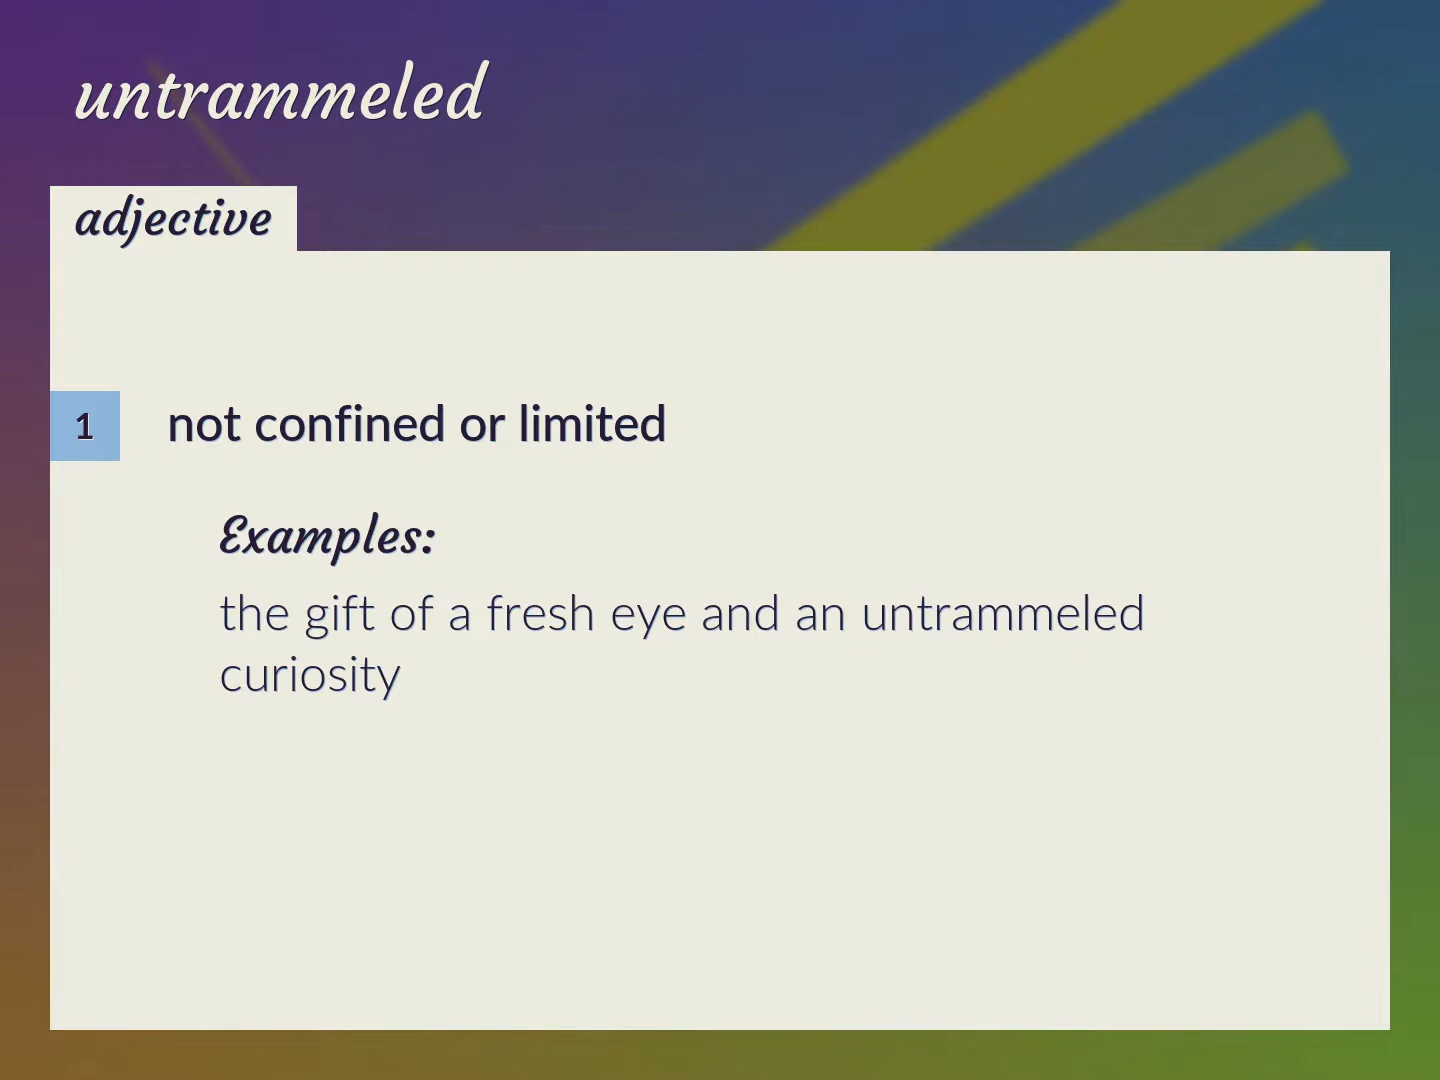 untrammeled
adjective
1
not confined or limited
Examples:
the gift of a fresh eye and an untrammeled
curiosity